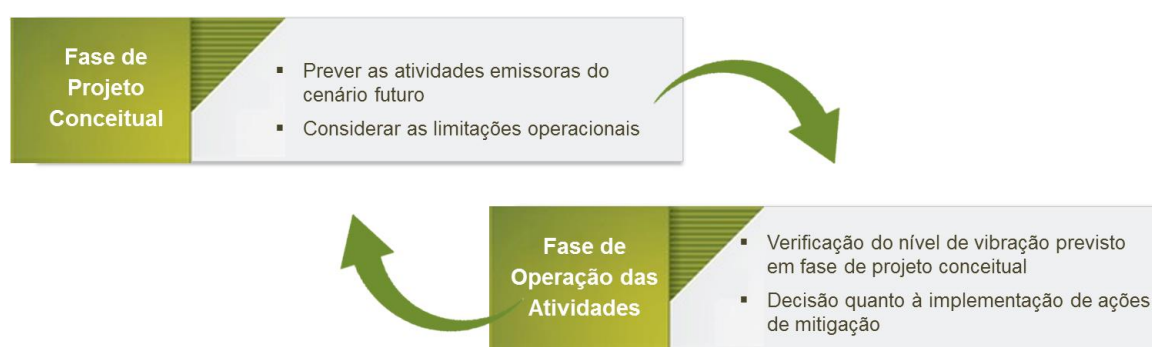 Fase de
Projeto
Conceitual
▪ Prever as atividades emissoras do
cenário futuro
▪ Considerar as limitações operacionais
Fase de
Operação das
Atividades
▪ Verificação do nível de vibração previsto
em fase de projeto conceitual
▪ Decisão quanto à implementação de ações
de mitigação